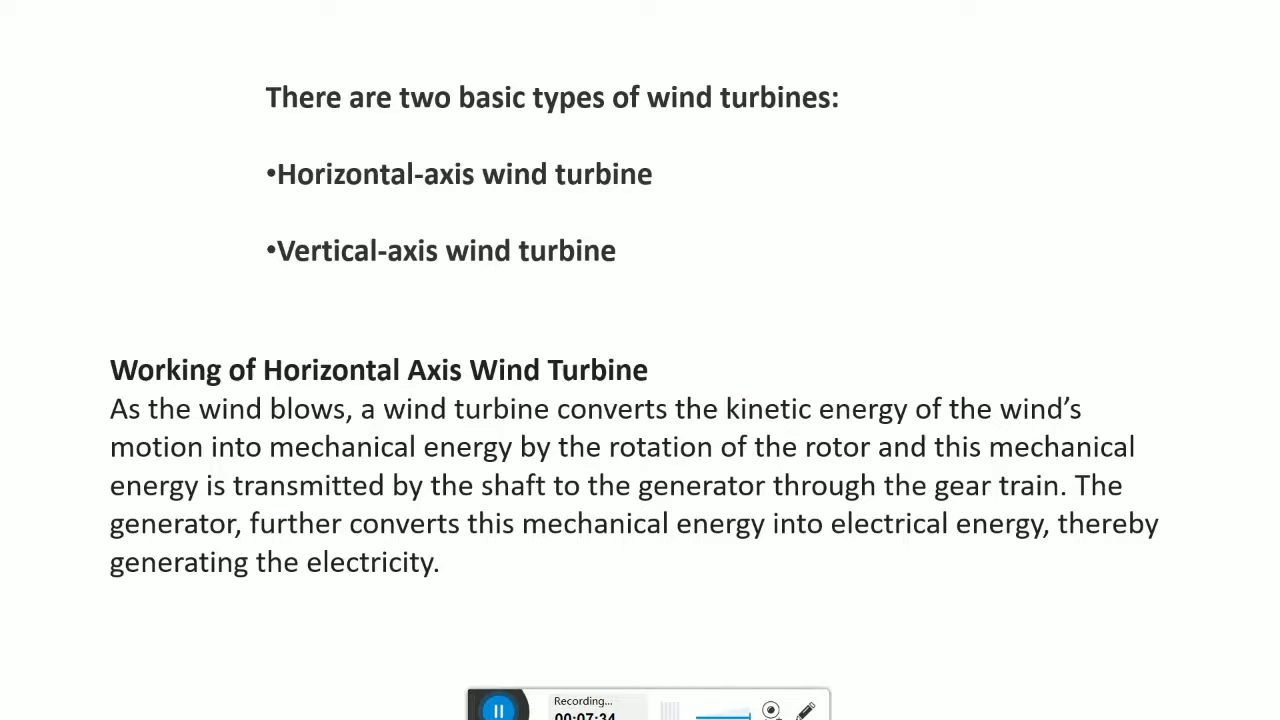 There are two basic types of wind turbines:
•Horizontal-axis wind turbine
•Vertical-axis wind turbine
Working of Horizontal Axis Wind Turbine
As the wind blows, a wind turbine converts the kinetic energy of the wind’s
motion into mechanical energy by the rotation of the rotor and this mechanical
energy is transmitted by the shaft to the generator through the gear train. The
generator, further converts this mechanical energy into electrical energy, thereby
generating the electricity.
Recording...
00:07:34